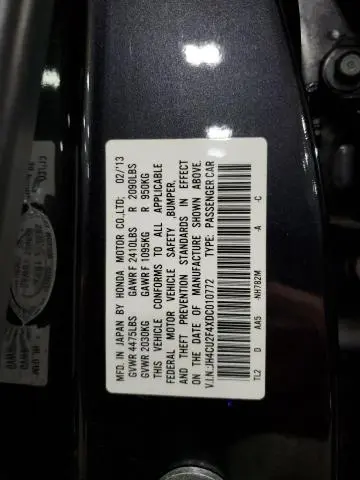 MFD. IN JAPAN BY HONDA MOTOR CO.,LTD; 02/'13
GVWR 4475LBS GAWR F 2410LBS R 2090LBS
GVWR 2030KG GAWR F 1095KG R 950KG
THIS VEHICLE CONFORMS TO ALL APPLICABLE
FEDERAL MOTOR VEHICLE SAFETY ,BUMPER,
AND THEFT PREVENTION STANDARDS IN EFFECT
ON THE DATE OF MANUFACTURE SHOWN ABOVE.
V.I.N.:JH4CU2F4XDC010772 TYPE: PASSENGER CAR
TL2 D AA5 -NH782M -A -C